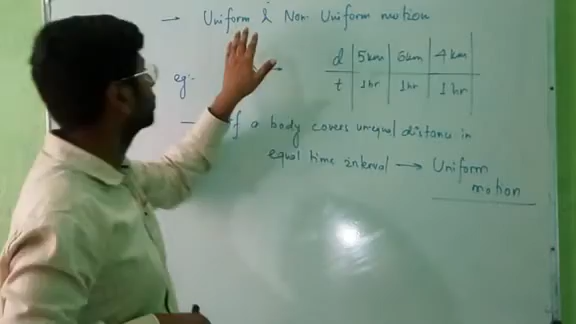 → Uniform & Non Uniform motion
eg:-
d | 5km | 6km | 4km
t | 1hr | 1hr | 1hr
If a body covers unequal distance in
equal time interval → Uniform
motion